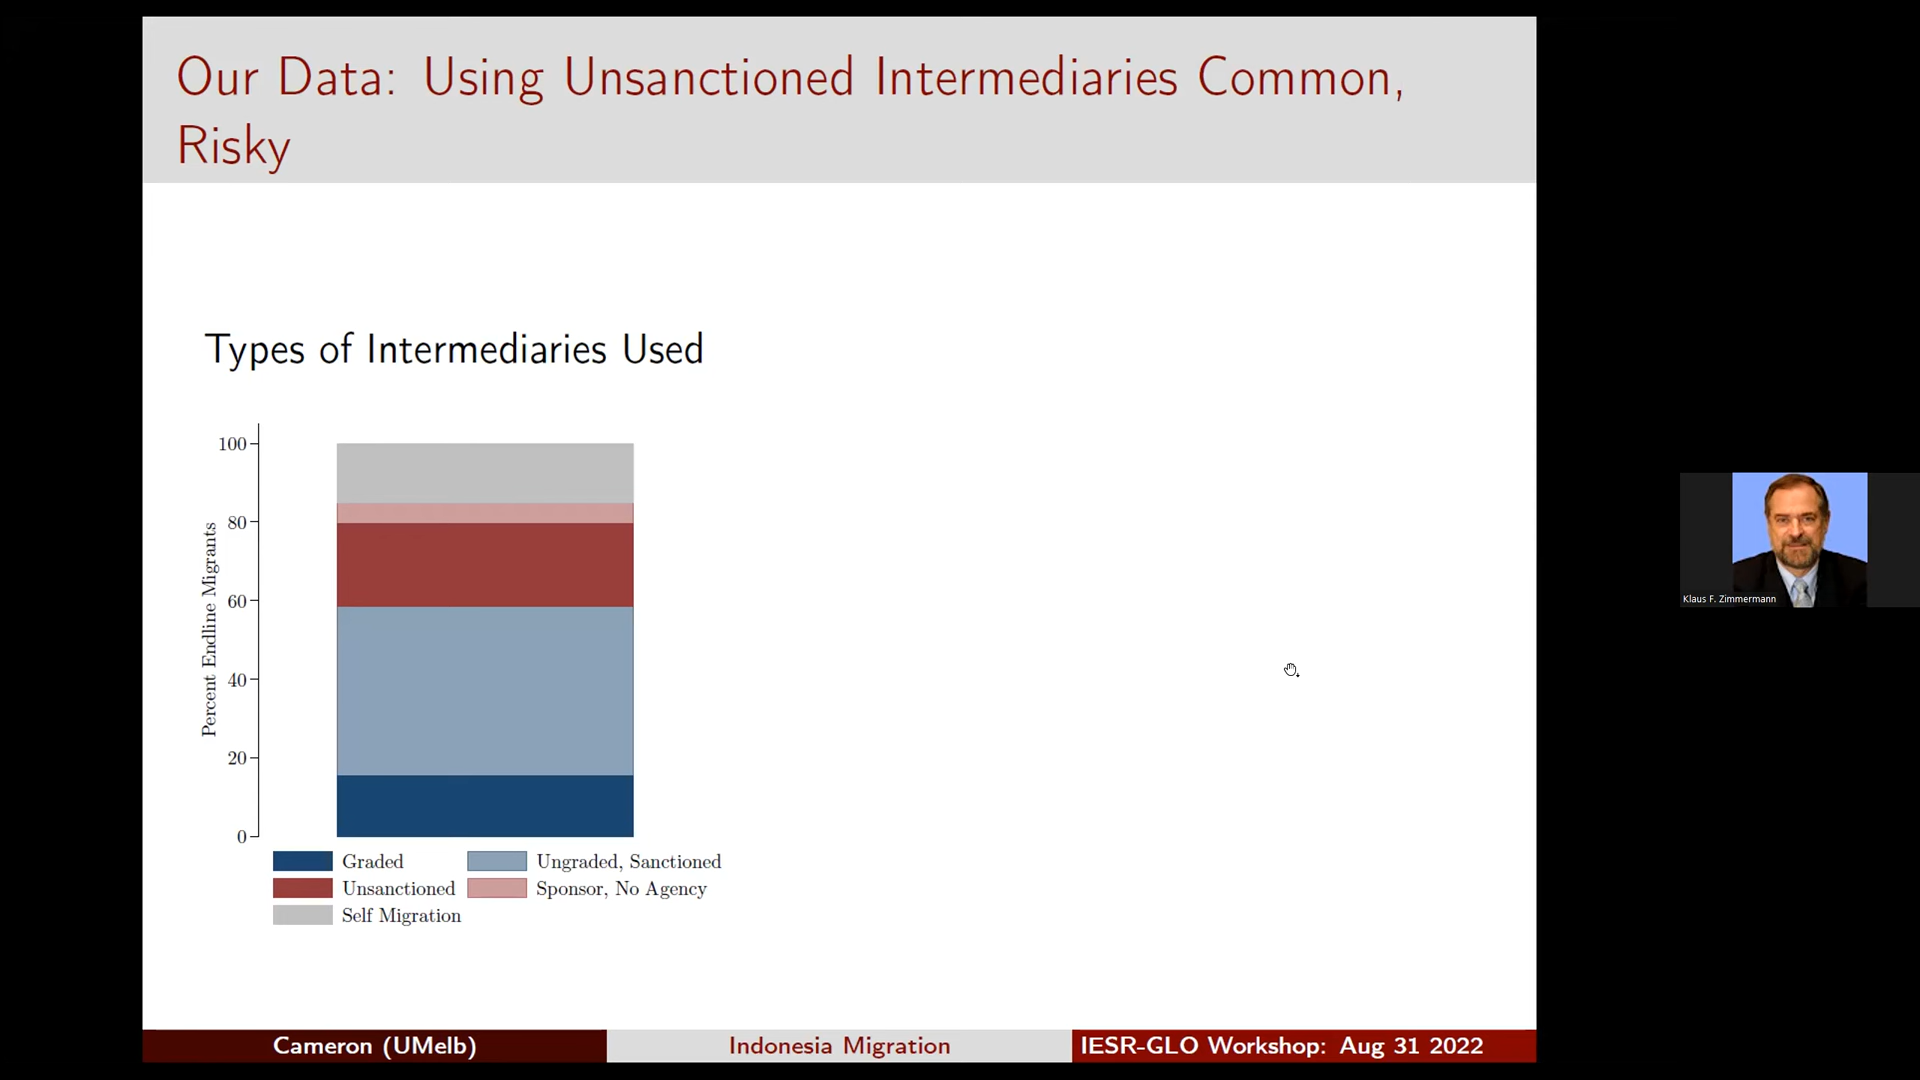 Our Data: Using Unsanctioned Intermediaries Common,
Risky
Types of Intermediaries Used
Percent Endline Migrants
100
80
60
40
20
0
Graded
Ungraded, Sanctioned
Unsanctioned
Sponsor, No Agency
Self Migration
Klaus F. Zimmermann
Cameron (UMelb)
Indonesia Migration
IESR-GLO Workshop: Aug 31 2022